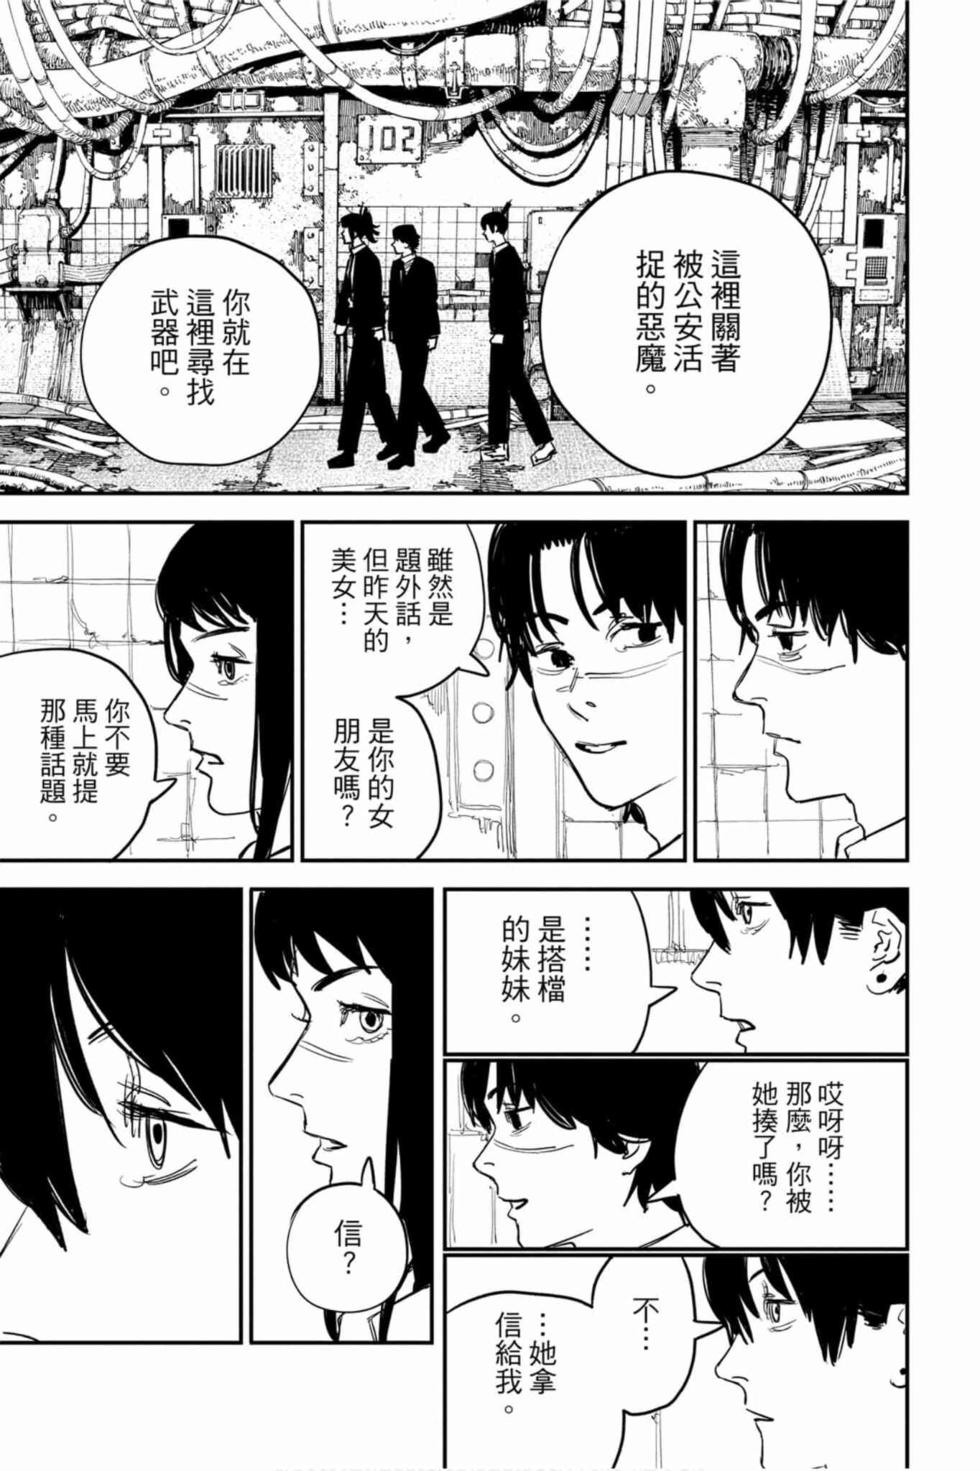 102
這裡關著
被公安活
捉的惡魔。
你就在
這裡尋找
武器吧。
雖然是
題外話，
但昨天的
美女…
是你的女
朋友嗎？
你不要
馬上就提
那種話題。
……
是搭檔
的妹妹。
哎呀呀……
那麼，你被
她揍了嗎？
不…
…她拿
信給我。
信？